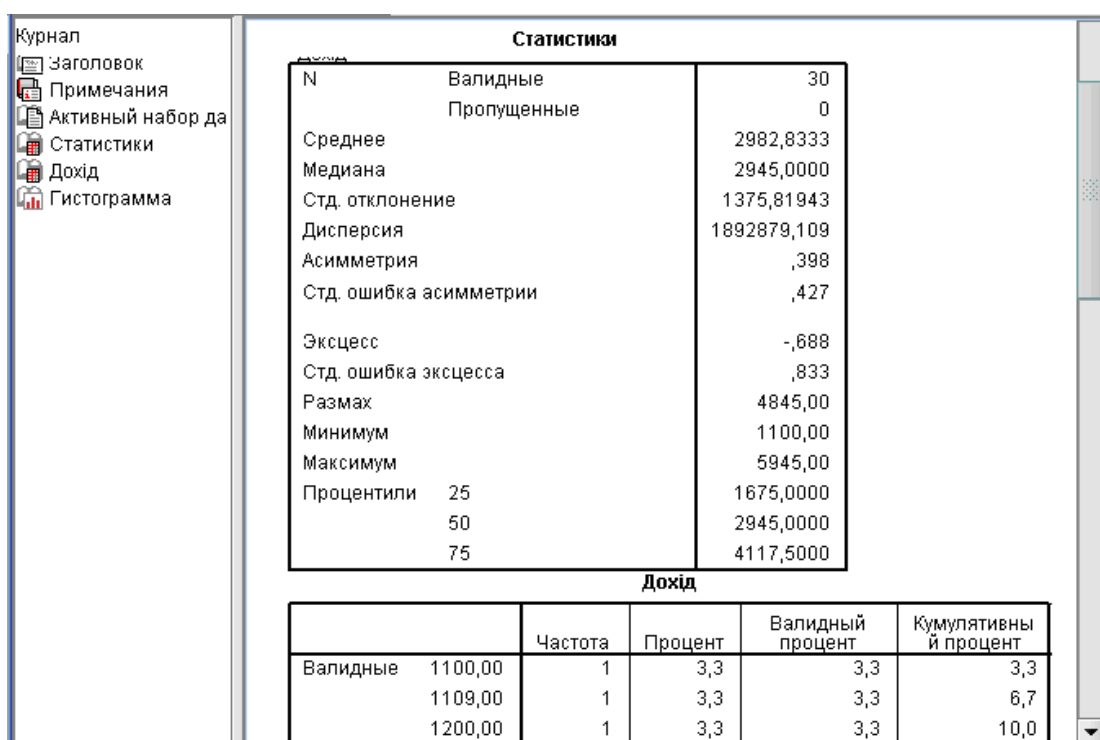 Курнал
Заголовок
Примечания
Активный набор да
Статистики
Дохід
Гистограмма
Статистики
Дохід
N Валидные 30
Пропущенные 0
Среднее 2982,8333
Медиана 2945,0000
Стд. отклонение 1375,81943
Дисперсия 1892879,109
Асимметрия ,398
Стд. ошибка асимметрии ,427
Эксцесс -,688
Стд. ошибка эксцесса ,833
Размах 4845,00
Минимум 1100,00
Максимум 5945,00
Процентили 25 1675,0000
50 2945,0000
75 4117,5000
Дохід
Частота Процент Валидный процент Кумулятивны й процент
Валидные 1100,00 1 3,3 3,3 3,3
1109,00 1 3,3 3,3 6,7
1200,00 1 3,3 3,3 10,0